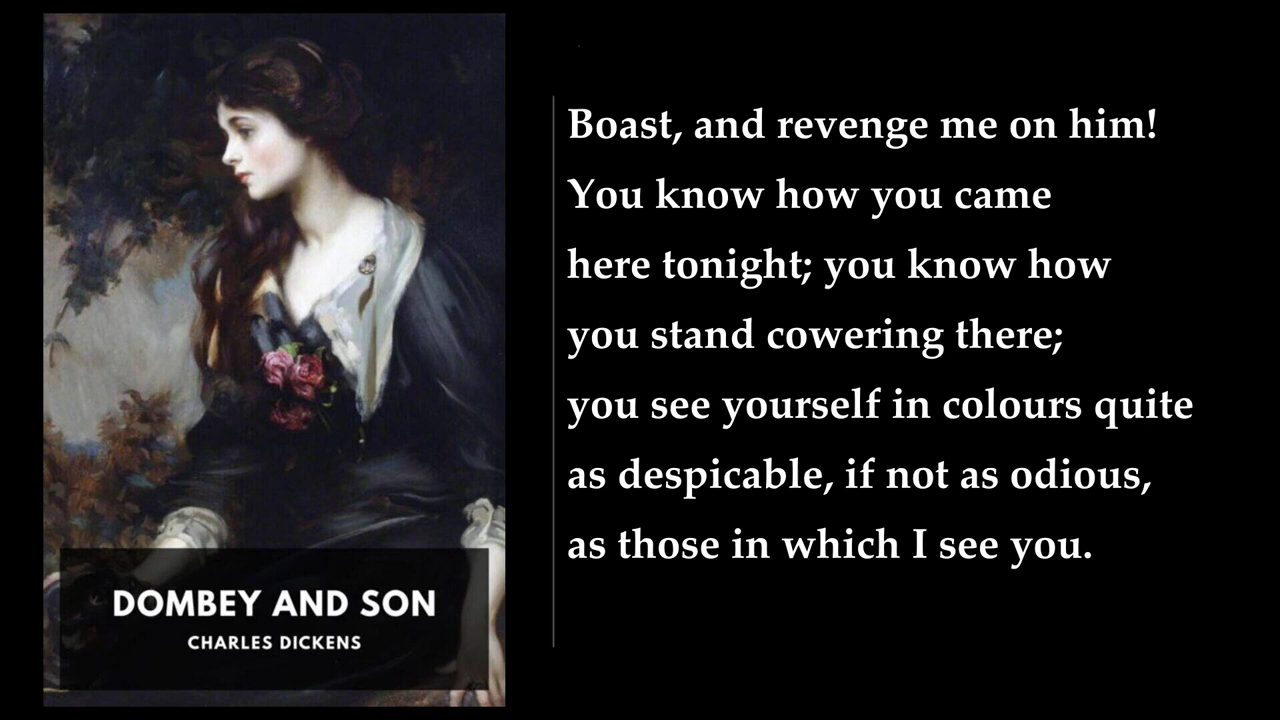 Boast, and revenge me on him!
You know how you came
here tonight; you know how
you stand cowering there;
you see yourself in colours quite
as despicable, if not as odious,
as those in which I see you.
DOMBEY AND SON
CHARLES DICKENS